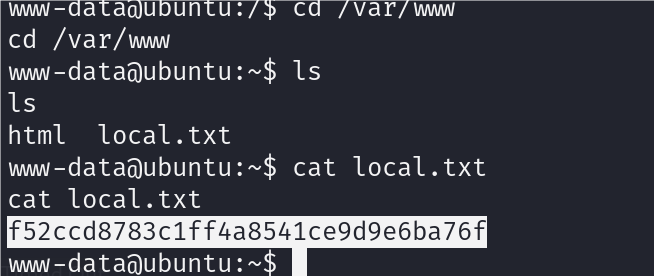 www-data@ubuntu:/$ cd /var/www
cd /var/www
www-data@ubuntu:~$ ls
ls
html  local.txt
www-data@ubuntu:~$ cat local.txt
cat local.txt
f52ccd8783c1ff4a8541ce9d9e6ba76f
www-data@ubuntu:~$